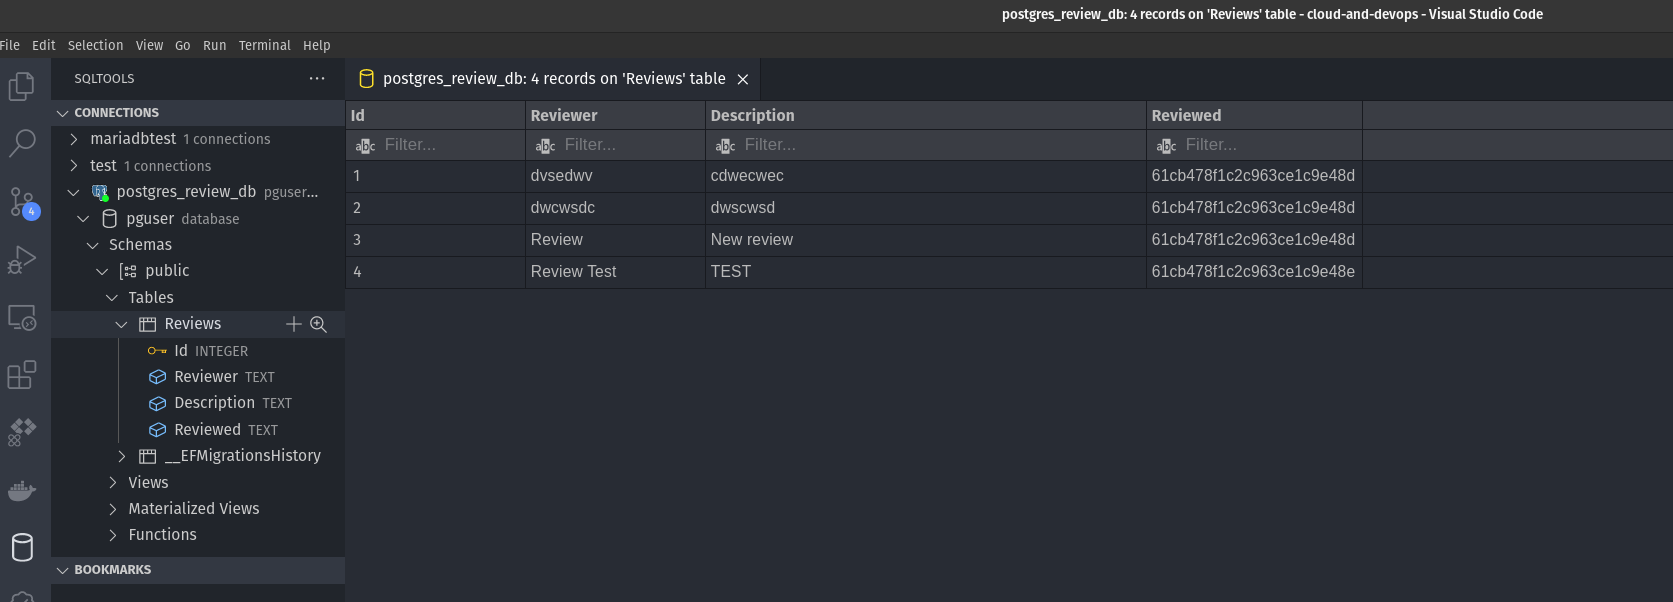 postgres_review_db: 4 records on 'Reviews' table - cloud-and-devops - Visual Studio Code
File Edit Selection View Go Run Terminal Help
SQLTOOLS ...
CONNECTIONS
mariadbtest 1 connections
test 1 connections
postgres_review_db pguser...
pguser database
Schemas
public
Tables
Reviews
Id INTEGER
Reviewer TEXT
Description TEXT
Reviewed TEXT
__EFMigrationsHistory
Views
Materialized Views
Functions
BOOKMARKS
4
postgres_review_db: 4 records on 'Reviews' table
Id Reviewer Description Reviewed
abc Filter... abc Filter... abc Filter... abc Filter...
1 dvsedwv cdwecwec 61cb478f1c2c963ce1c9e48d
2 dwcwsdc dwscwsd 61cb478f1c2c963ce1c9e48d
3 Review New review 61cb478f1c2c963ce1c9e48d
4 Review Test TEST 61cb478f1c2c963ce1c9e48e